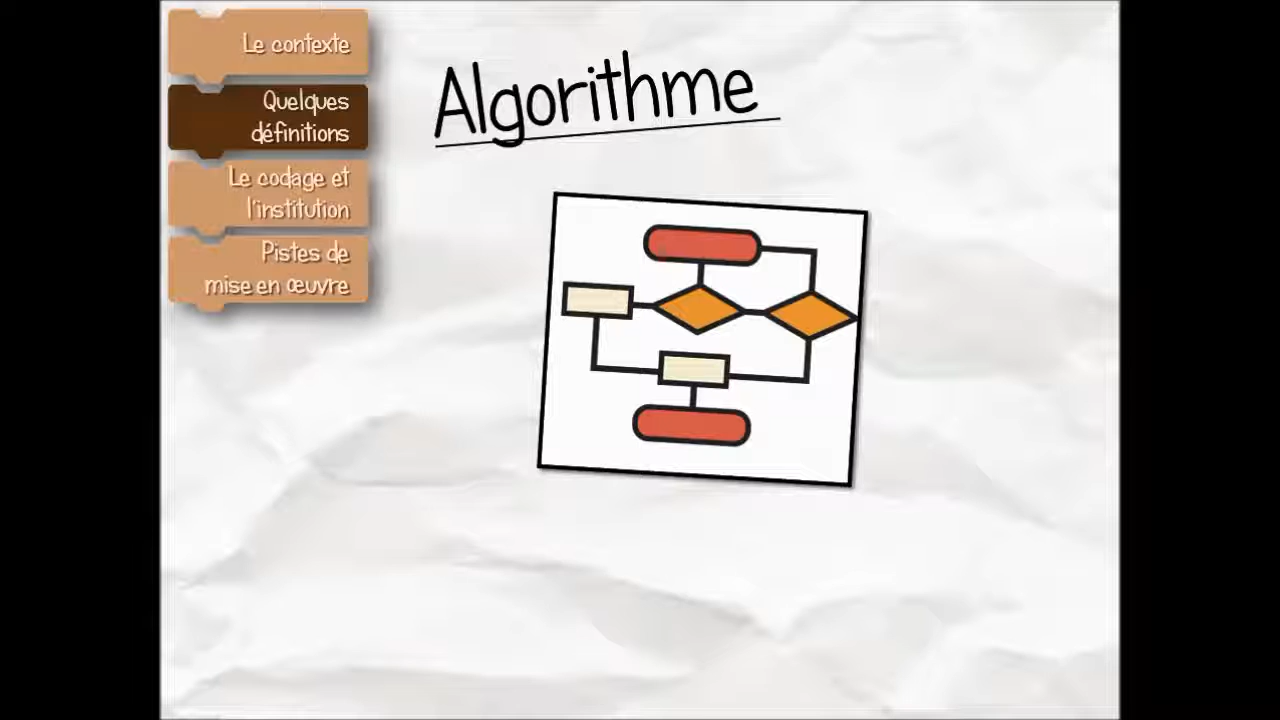 Le contexte
Quelques
définitions
Le codage et
l'institution
Pistes de
mise en œuvre
Algorithme